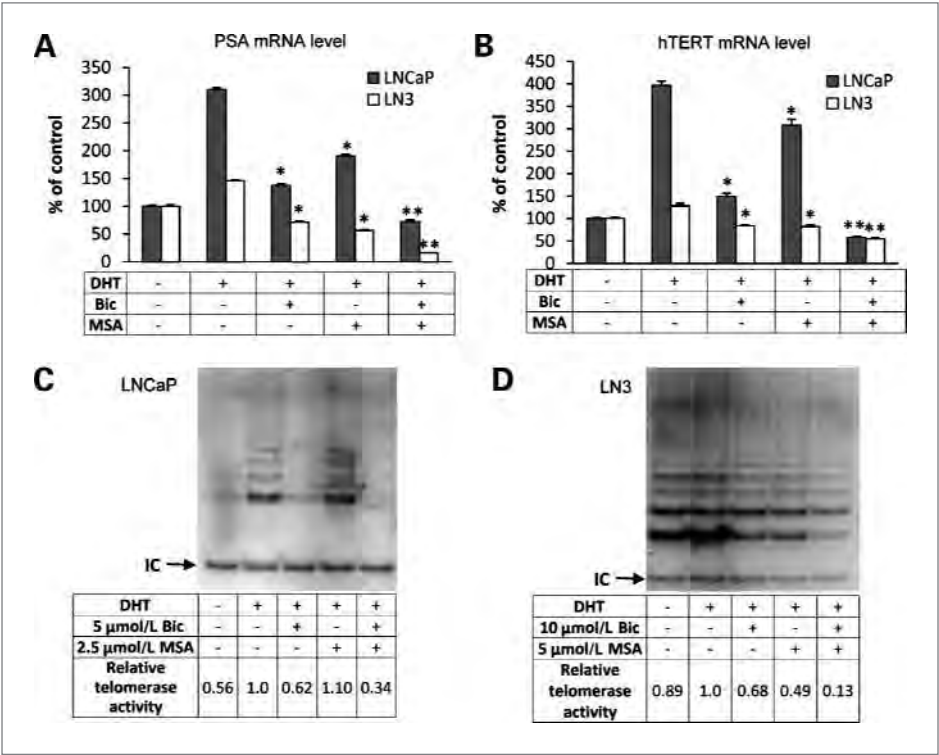 A
PSA mRNA level
% of control
350
300
250
200
150
100
50
0
LNCaP
LN3
*
*
*
*
**
**
DHT - + + + +
Bic - - + - +
MSA - - - + +
B
hTERT mRNA level
% of control
450
400
350
300
250
200
150
100
50
0
LNCaP
LN3
*
*
*
*
**
**
DHT - + + + +
Bic - - + - +
MSA - - - + +
C
LNCaP
IC
DHT - + + + +
5 μmol/L Bic - - + - +
2.5 μmol/L MSA - - - + +
Relative
telomerase
activity
0.56 1.0 0.62 1.10 0.34
D
LN3
IC
DHT - + + + +
10 μmol/L Bic - - + - +
5 μmol/L MSA - - - + +
Relative
telomerase
activity
0.89 1.0 0.68 0.49 0.13